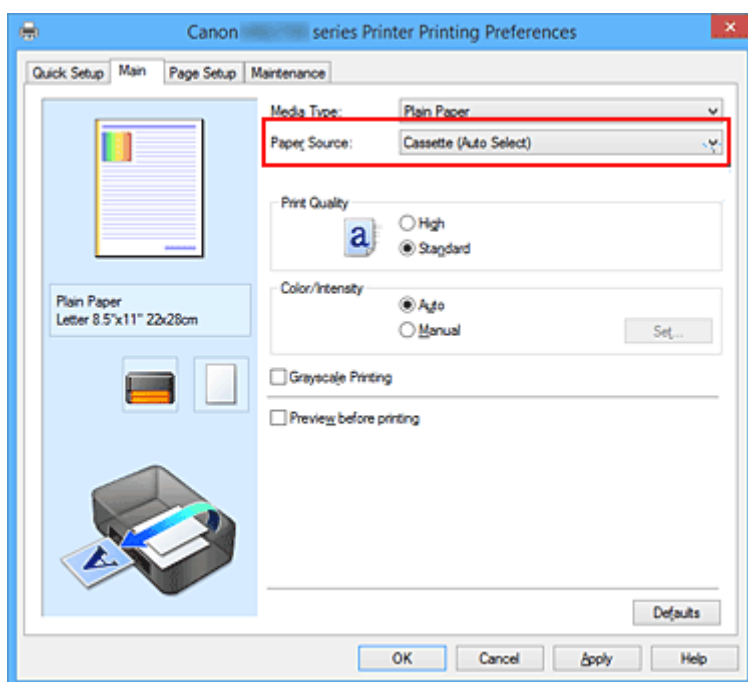 Canon series Printer Printing Preferences
Quick Setup Main Page Setup Maintenance
Media Type: Plain Paper
Paper Source: Cassette (Auto Select)
Print Quality
High
a
Standard
Color/Intensity
Auto
Manual
Set...
Plain Paper
Letter 8.5"x11" 22x28cm
Grayscale Printing
Preview before printing
A
Defaults
OK Cancel Apply Help